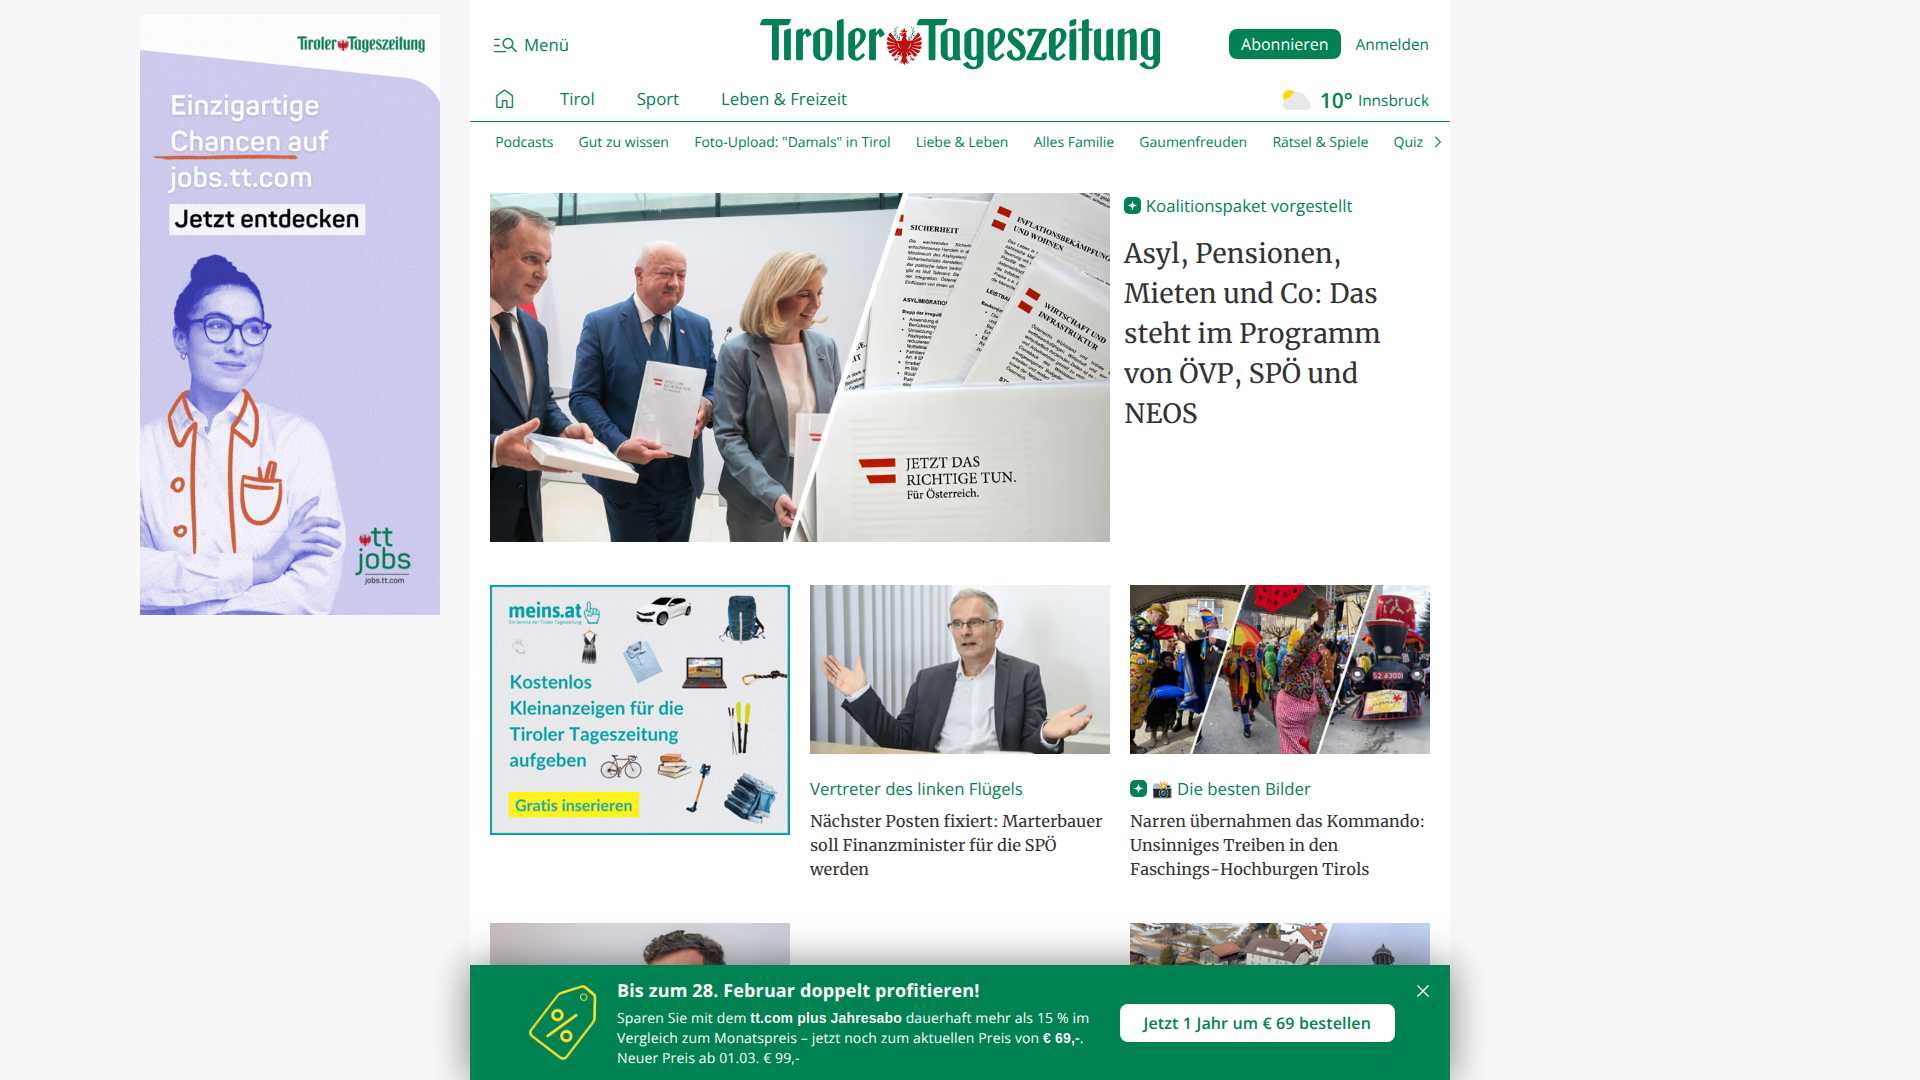 Tiroler Tageszeitung
Einzigartige
Chancen auf
jobs.tt.com
Jetzt entdecken
tt
jobs
jobs.tt.com
Menü
Tiroler Tageszeitung
Abonnieren
Anmelden
Tirol
Sport
Leben & Freizeit
10° Innsbruck
Podcasts
Gut zu wissen
Foto-Upload: "Damals" in Tirol
Liebe & Leben
Alles Familie
Gaumenfreuden
Rätsel & Spiele
Quiz
SICHERHEIT
INFLATIONSBEKÄMPFUNG
UND WOHNEN
WIRTSCHAFT UND
INFRASTRUKTUR
JETZT DAS
RICHTIGE TUN.
Für Österreich.
Koalitionspaket vorgestellt
Asyl, Pensionen,
Mieten und Co: Das
steht im Programm
von ÖVP, SPÖ und
NEOS
meins.at
Ein Service der Tiroler Tageszeitung
Kostenlos
Kleinanzeigen für die
Tiroler Tageszeitung
aufgeben
Gratis inserieren
Vertreter des linken Flügels
Nächster Posten fixiert: Marterbauer
soll Finanzminister für die SPÖ
werden
Die besten Bilder
Narren übernahmen das Kommando:
Unsinniges Treiben in den
Faschings-Hochburgen Tirols
Bis zum 28. Februar doppelt profitieren!
Sparen Sie mit dem tt.com plus Jahresabo dauerhaft mehr als 15 % im
Vergleich zum Monatspreis – jetzt noch zum aktuellen Preis von € 69,-.
Neuer Preis ab 01.03. € 99,-
Jetzt 1 Jahr um € 69 bestellen